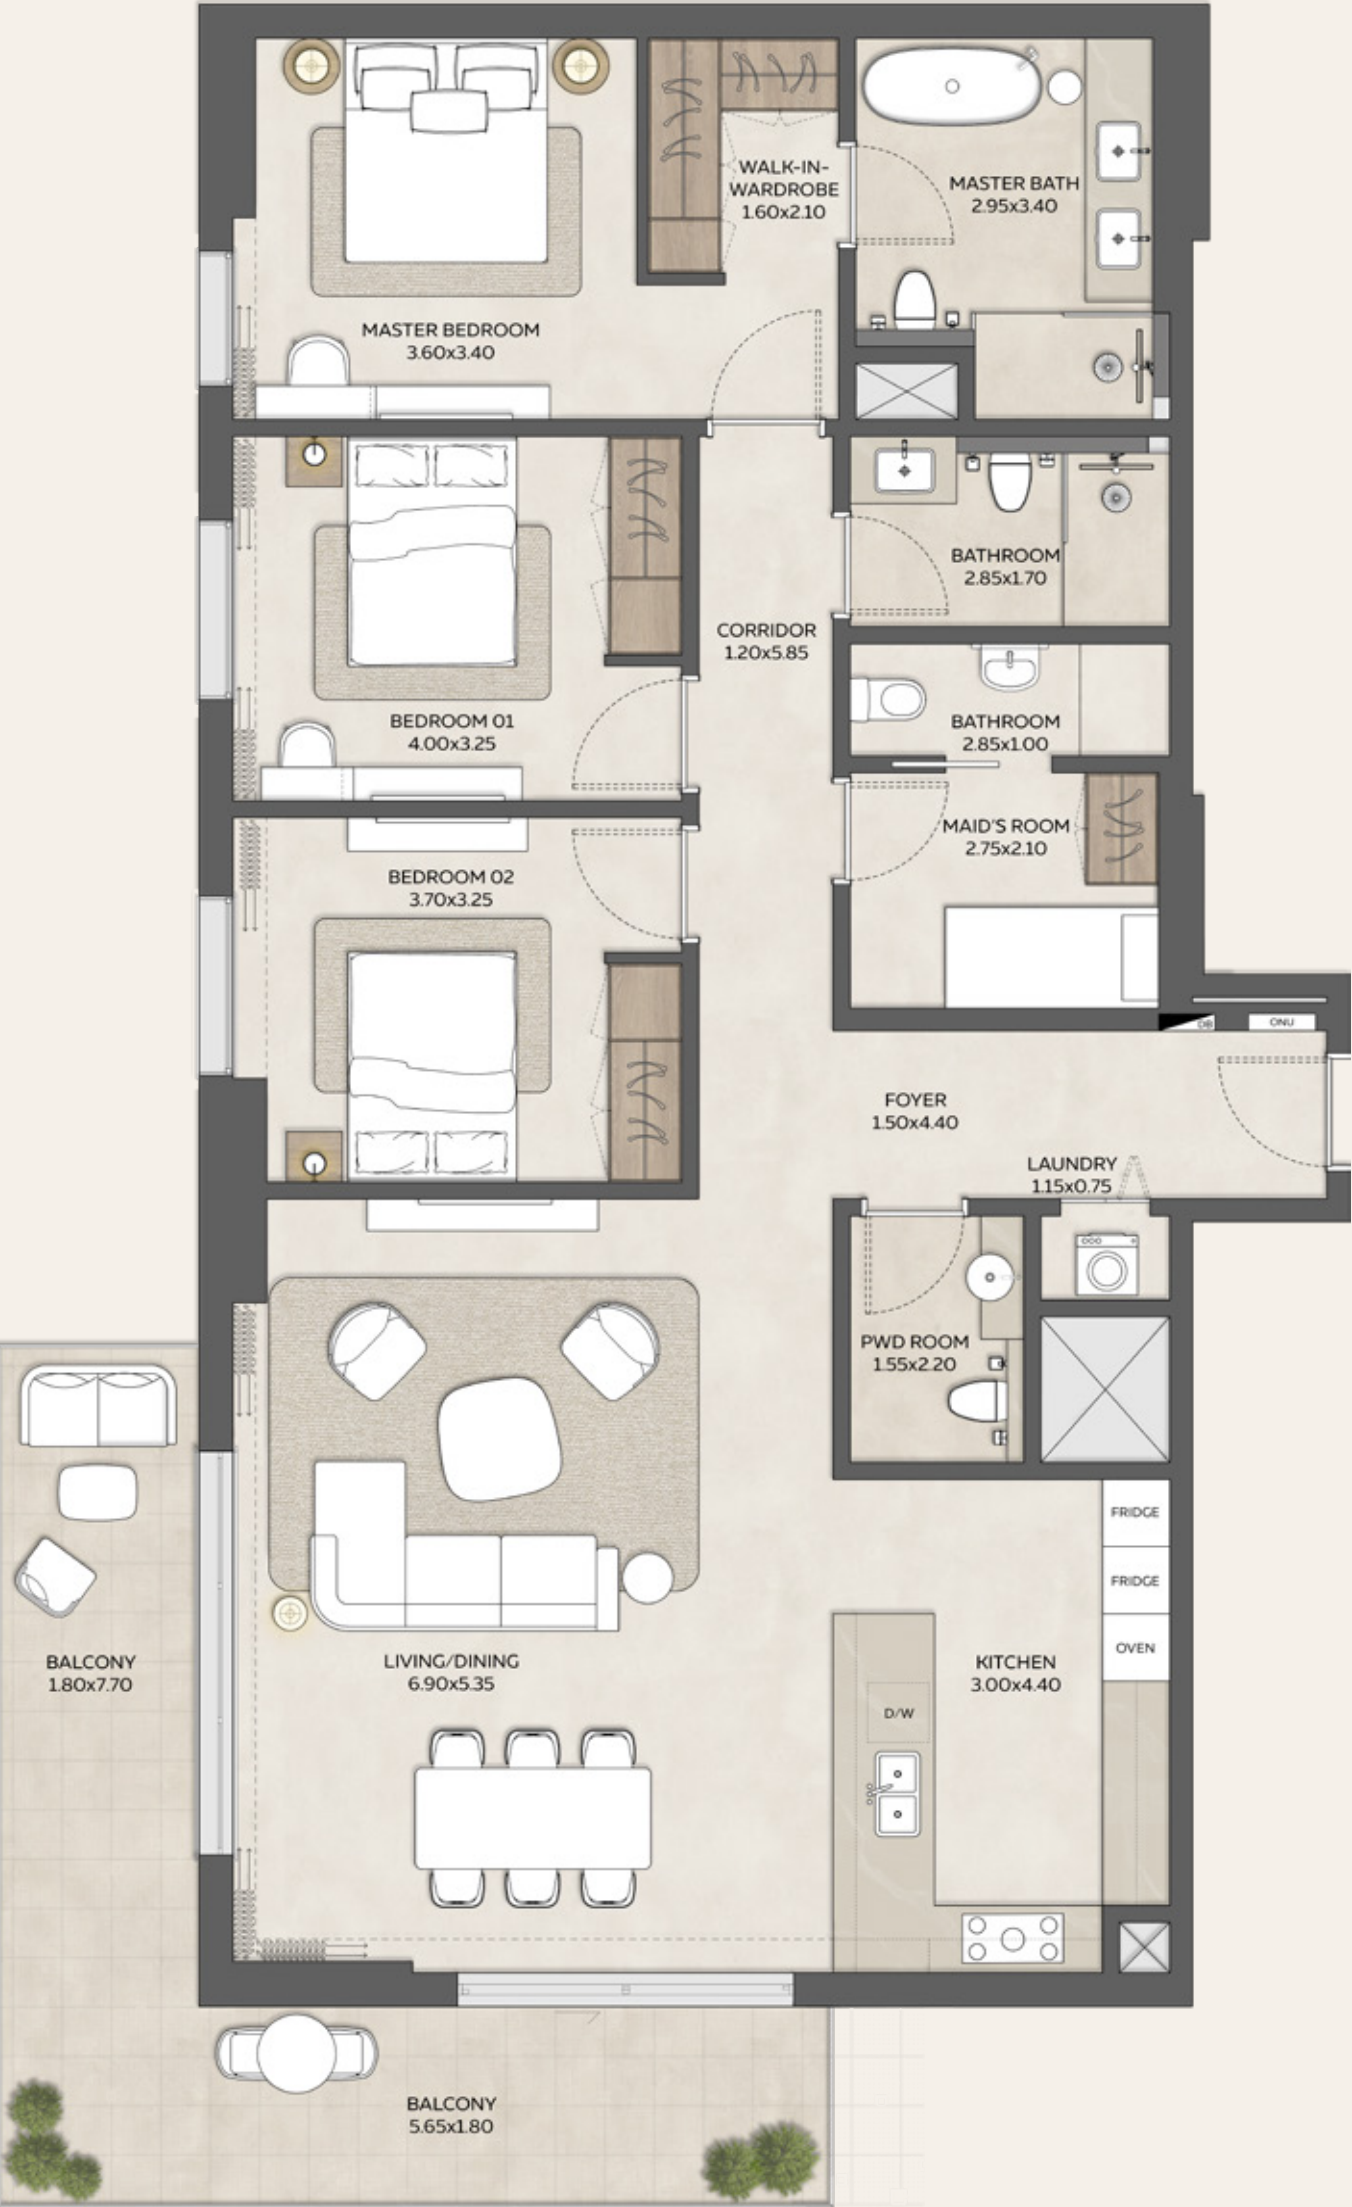 WALK-IN-
WARDROBE
1.60x2.10
MASTER BATH
2.95x3.40
MASTER BEDROOM
3.60x3.40
BATHROOM
2.85x1.70
CORRIDOR
1.20x5.85
BEDROOM 01
4.00x3.25
BATHROOM
2.85x1.00
MAID'S ROOM
2.75x2.10
BEDROOM 02
3.70x3.25
DB
ONU
FOYER
1.50x4.40
LAUNDRY
1.15x0.75
PWD ROOM
1.55x2.20
FRIDGE
FRIDGE
OVEN
BALCONY
1.80x7.70
LIVING/DINING
6.90x5.35
KITCHEN
3.00x4.40
D/W
BALCONY
5.65x1.80